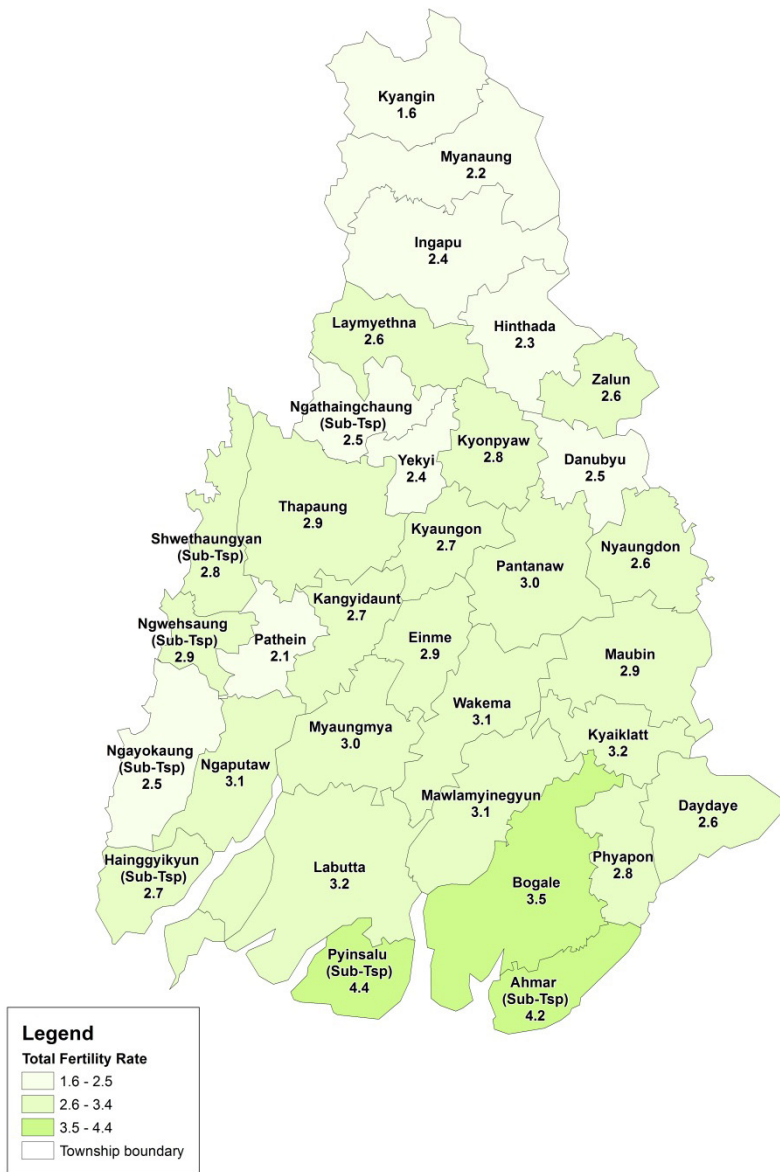 Kyangin
1.6
Myanaung
2.2
Ingapu
2.4
Laymyethna
2.6
Hinthada
2.3
Zalun
2.6
Ngathaingchaung
(Sub-Tsp)
2.5
Yekyi
2.4
Kyonpyaw
2.8
Danubyu
2.5
Thapaung
2.9
Shwethaungyan
(Sub-Tsp)
2.8
Kyaungon
2.7
Pantanaw
3.0
Nyaungdon
2.6
Ngwehsaung
(Sub-Tsp)
2.9
Pathein
2.1
Kangyidaunt
2.7
Einme
2.9
Maubin
2.9
Wakema
3.1
Myaungmya
3.0
Kyaiklatt
3.2
Ngayokaung
(Sub-Tsp)
2.5
Ngaputaw
3.1
Mawlamyinegyun
3.1
Daydaye
2.6
Hainggyikyun
(Sub-Tsp)
2.7
Labutta
3.2
Bogale
3.5
Phyapon
2.8
Pyinsalu
(Sub-Tsp)
4.4
Ahmar
(Sub-Tsp)
4.2
Legend
Total Fertility Rate
1.6 - 2.5
2.6 - 3.4
3.5 - 4.4
Township boundary